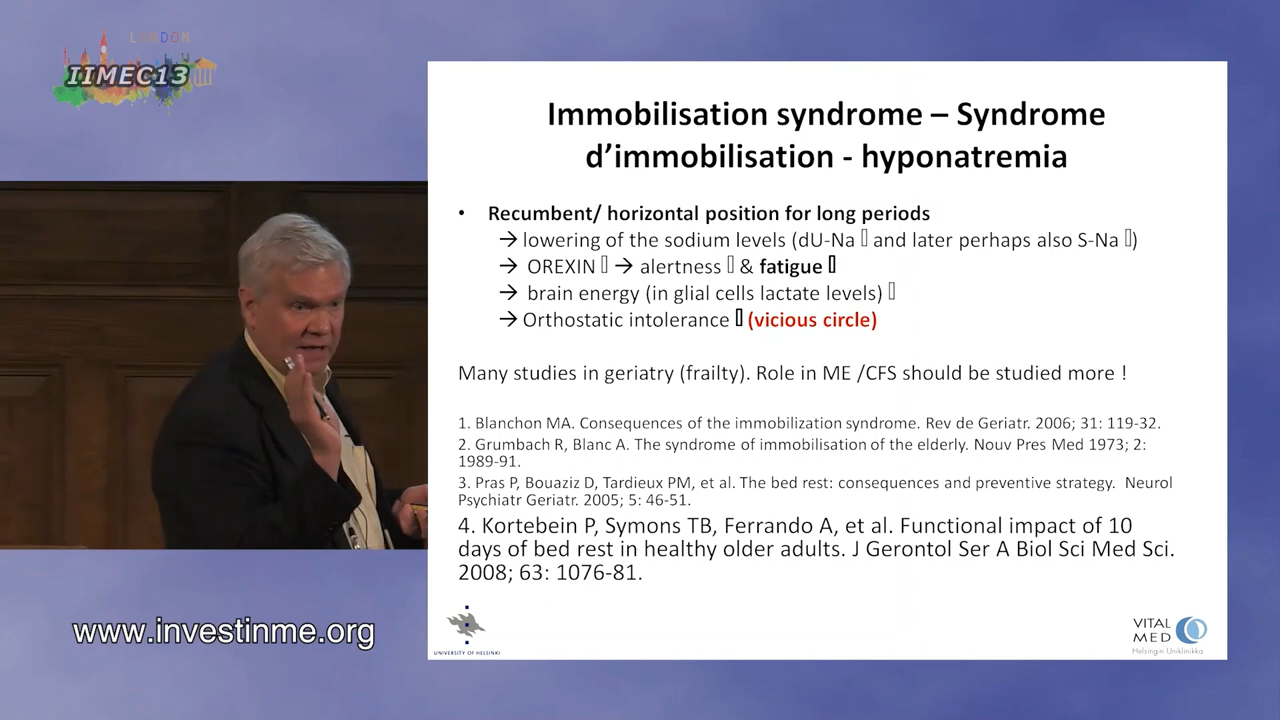 LONDON
IIMEC13
Immobilisation syndrome – Syndrome
d’immobilisation - hyponatremia
• Recumbent/ horizontal position for long periods
→ lowering of the sodium levels (dU-Na ▯ and later perhaps also S-Na ▯)
→ OREXIN ▯ → alertness ▯ & fatigue ▯
→ brain energy (in glial cells lactate levels) ▯
→ Orthostatic intolerance ▯ (vicious circle)
Many studies in geriatry (frailty). Role in ME /CFS should be studied more !
1. Blanchon MA. Consequences of the immobilization syndrome. Rev de Geriatr. 2006; 31: 119-32.
2. Grumbach R, Blanc A. The syndrome of immobilisation of the elderly. Nouv Pres Med 1973; 2:
1989-91.
3. Pras P, Bouaziz D, Tardieux PM, et al. The bed rest: consequences and preventive strategy. Neurol
Psychiatr Geriatr. 2005; 5: 46-51.
4. Kortebein P, Symons TB, Ferrando A, et al. Functional impact of 10
days of bed rest in healthy older adults. J Gerontol Ser A Biol Sci Med Sci.
2008; 63: 1076-81.
www.investinme.org
UNIVERSITY OF HELSINKI
VITAL
MED
Helsingin Uniklinikka